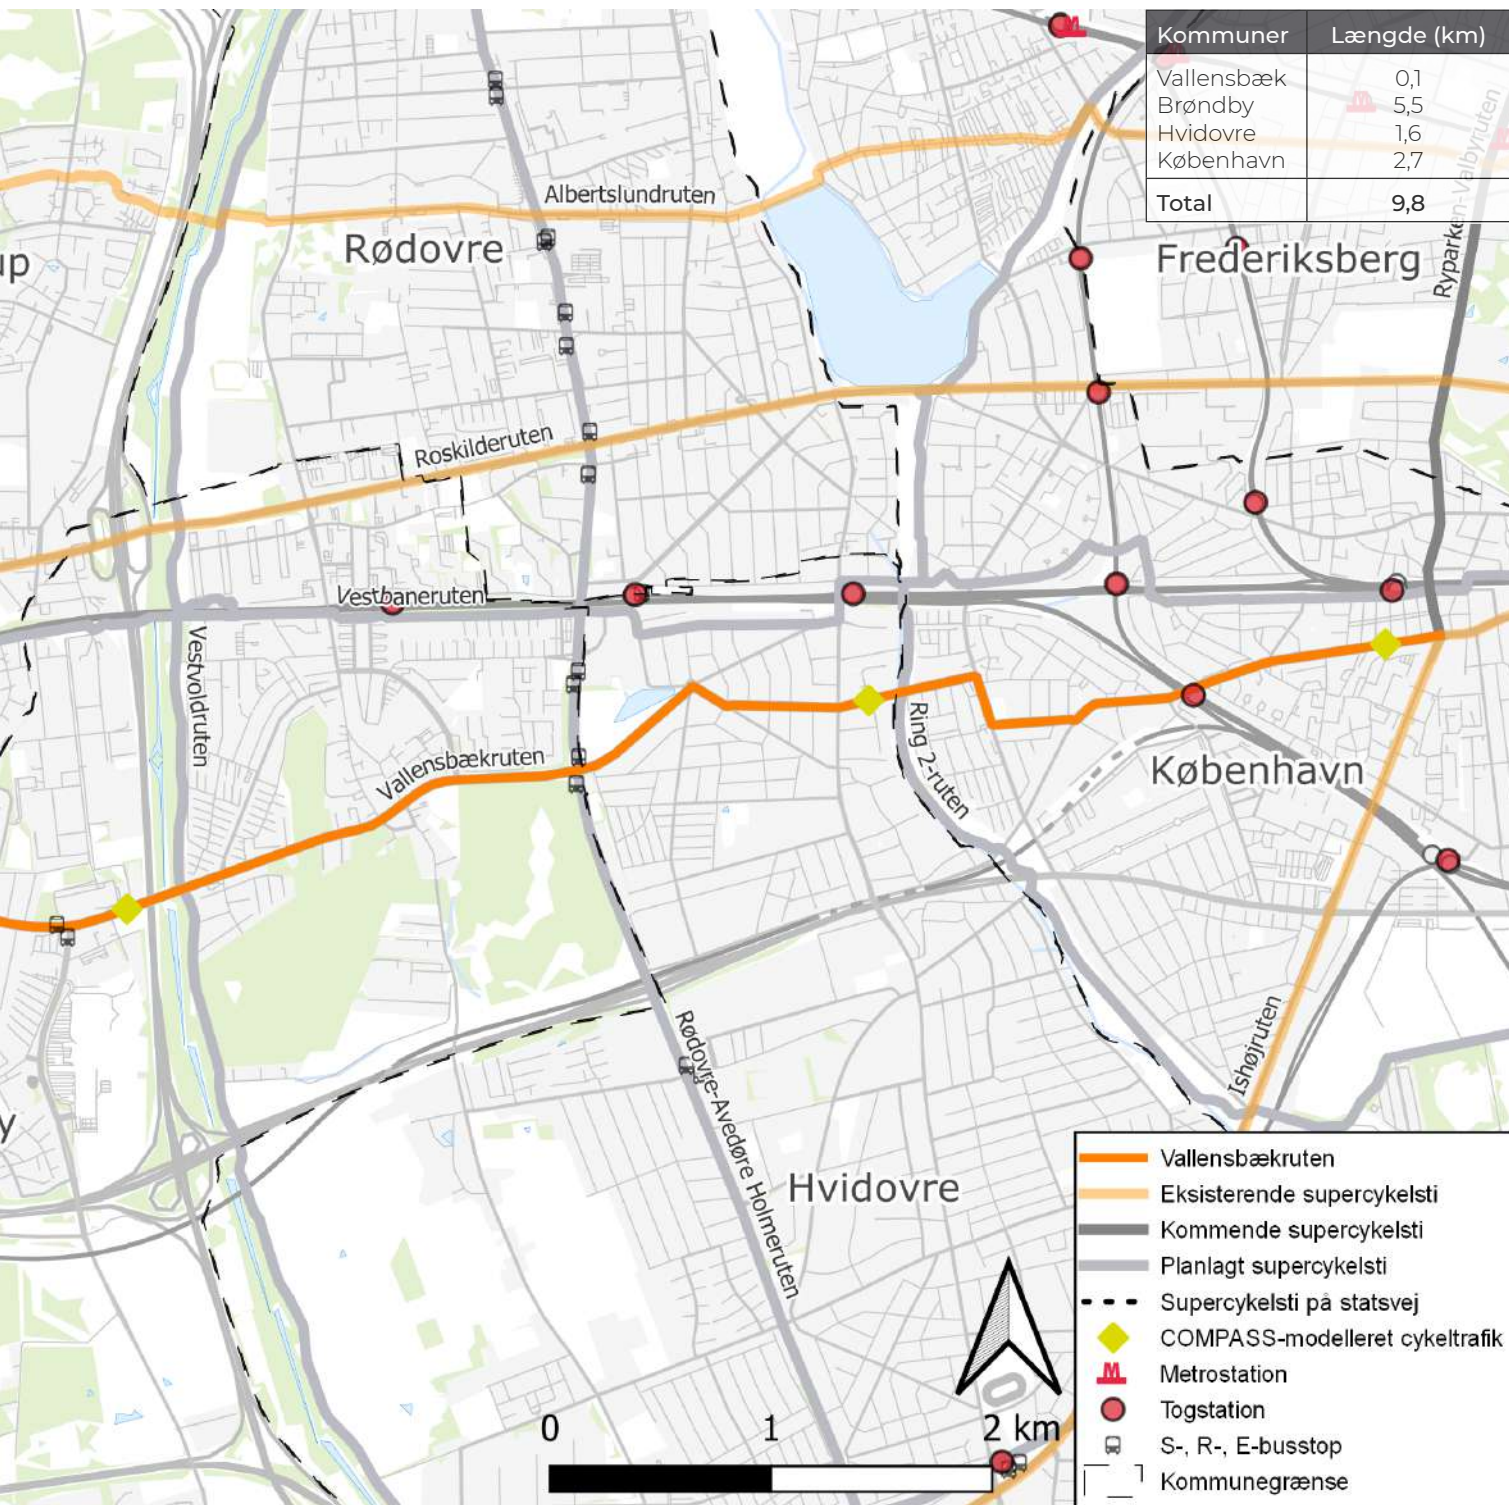 Kommuner Længde (km)
Vallensbæk 0,1
Brøndby 5,5
Hvidovre 1,6
København 2,7
Total 9,8
Albertslundruten
Rødovre
up
Frederiksberg
Ryparken-Valbyruten
Roskilderuten
Vestbaneruten
Vestvoldruten
Vallensbækruten
Ring 2-ruten
København
Rødovre-Avedøre Holmeruten
Ishøjruten
y
Hvidovre
0 1 2 km
Vallensbækruten
Eksisterende supercykelsti
Kommende supercykelsti
Planlagt supercykelsti
Supercykelsti på statsvej
COMPASS-modelleret cykeltrafik
Metrostation
Togstation
S-, R-, E-busstop
Kommunegrænse